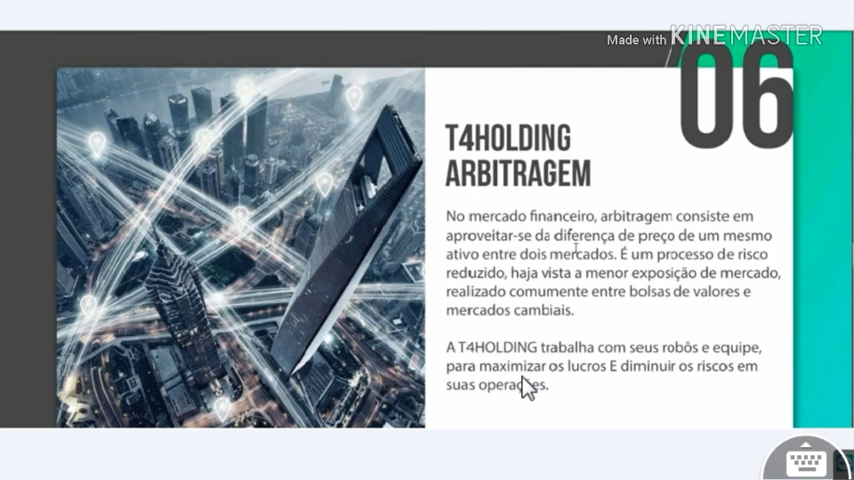 Made with KINEMASTER
06
T4HOLDING
ARBITRAGEM
No mercado financeiro, arbitragem consiste em
aproveitar-se da diferença de preço de um mesmo
ativo entre dois mercados. É um processo de risco
reduzido, haja vista a menor exposição de mercado,
realizado comumente entre bolsas de valores e
mercados cambiais.
A T4HOLDING trabalha com seus robôs e equipe,
para maximizar os lucros E diminuir os riscos em
suas operações.